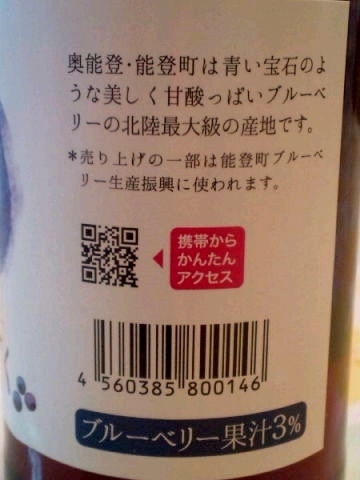 奥能登・能登町は青い宝石のよ
うな美しく甘酸っぱいブルーベ
リーの北陸最大級の産地です。
*売り上げの一部は能登町ブルーベ
リー生産振興に使われます。
携帯から
かんたん
アクセス
4 560385 800146
ブルーベリー果汁3%